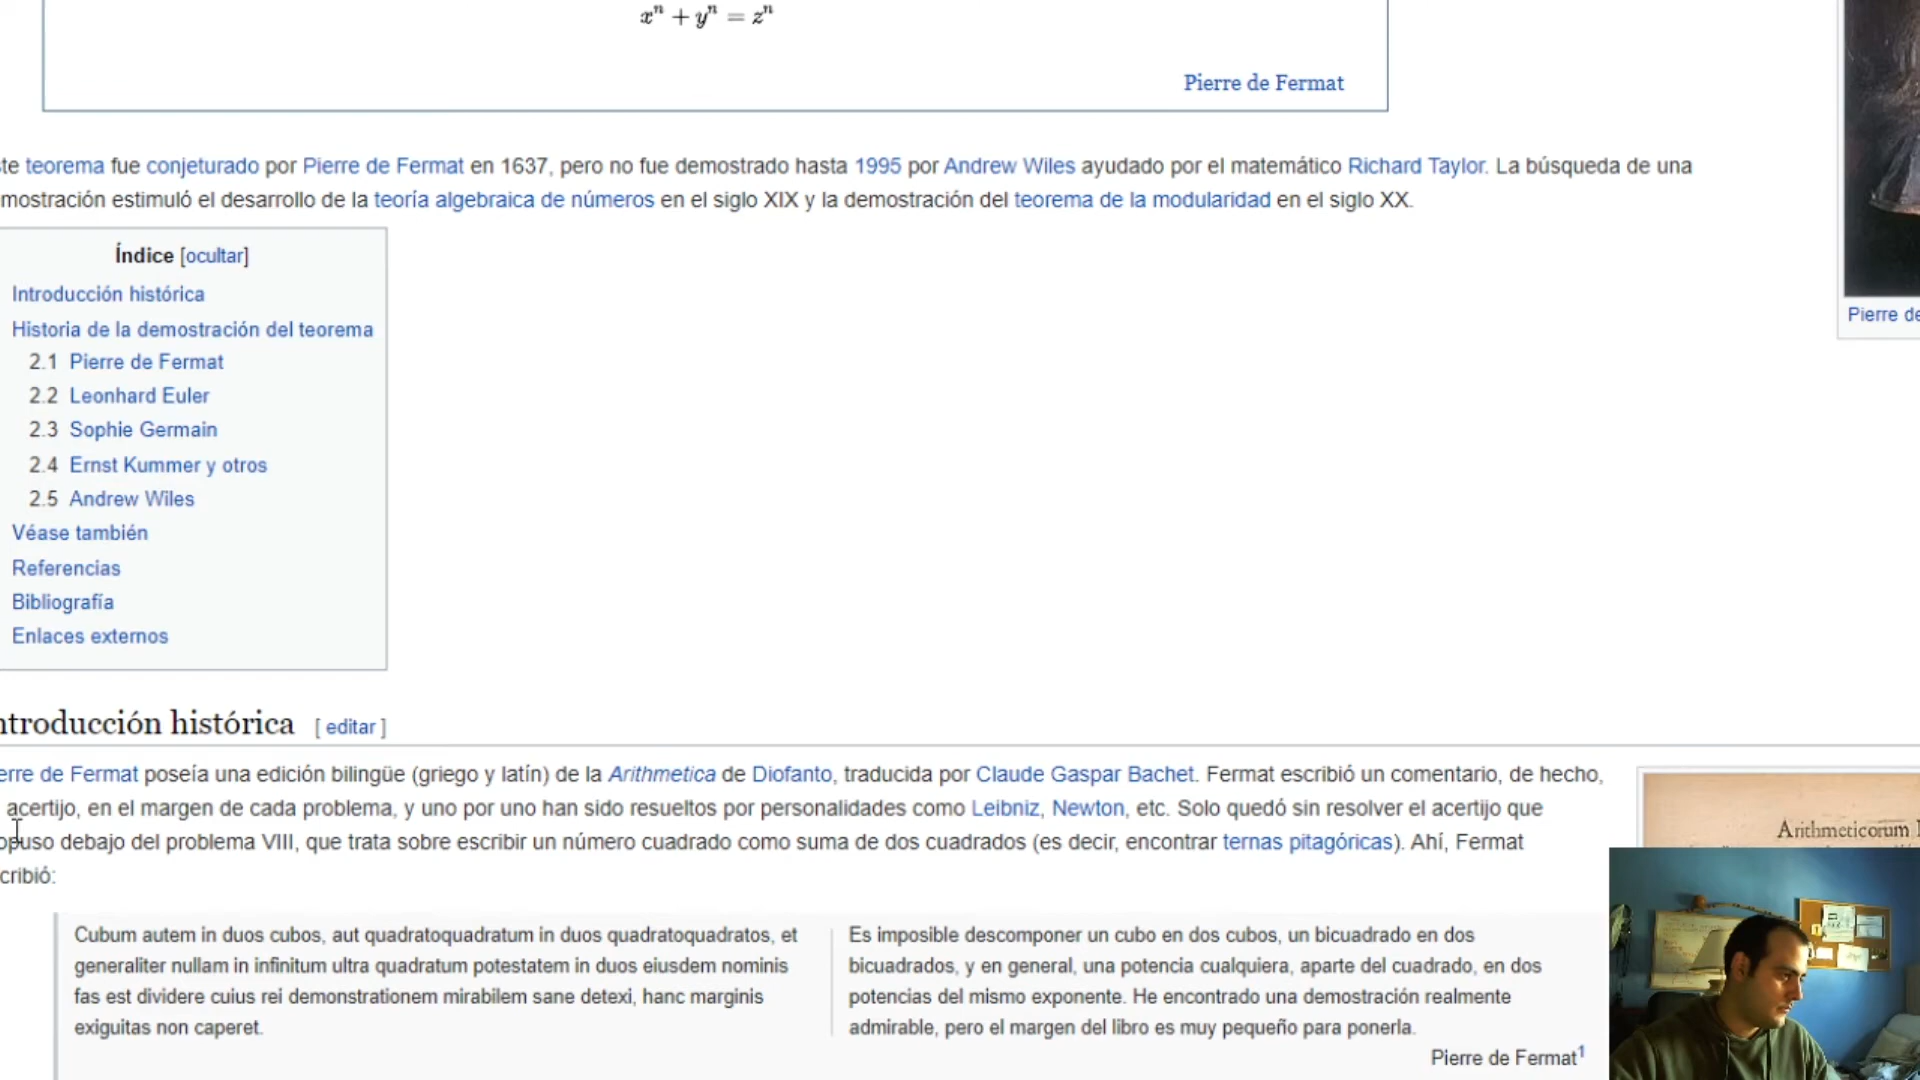 xⁿ + yⁿ = zⁿ
Pierre de Fermat
te teorema fue conjeturado por Pierre de Fermat en 1637, pero no fue demostrado hasta 1995 por Andrew Wiles ayudado por el matemático Richard Taylor. La búsqueda de una
mostración estimuló el desarrollo de la teoría algebraica de números en el siglo XIX y la demostración del teorema de la modularidad en el siglo XX.
Índice [ocultar]
Introducción histórica
Historia de la demostración del teorema
2.1 Pierre de Fermat
2.2 Leonhard Euler
2.3 Sophie Germain
2.4 Ernst Kummer y otros
2.5 Andrew Wiles
Véase también
Referencias
Bibliografía
Enlaces externos
Pierre de
ntroducción histórica [ editar ]
erre de Fermat poseía una edición bilingüe (griego y latín) de la Arithmetica de Diofanto, traducida por Claude Gaspar Bachet. Fermat escribió un comentario, de hecho,
acertijo, en el margen de cada problema, y uno por uno han sido resueltos por personalidades como Leibniz, Newton, etc. Solo quedó sin resolver el acertijo que
opuso debajo del problema VIII, que trata sobre escribir un número cuadrado como suma de dos cuadrados (es decir, encontrar ternas pitagóricas). Ahí, Fermat
cribió:
Arithmeticorum
Cubum autem in duos cubos, aut quadratoquadratum in duos quadratoquadratos, et
generaliter nullam in infinitum ultra quadratum potestatem in duos eiusdem nominis
fas est dividere cuius rei demonstrationem mirabilem sane detexi, hanc marginis
exiguitas non caperet.
Es imposible descomponer un cubo en dos cubos, un bicuadrado en dos
bicuadrados, y en general, una potencia cualquiera, aparte del cuadrado, en dos
potencias del mismo exponente. He encontrado una demostración realmente
admirable, pero el margen del libro es muy pequeño para ponerla.
Pierre de Fermat¹